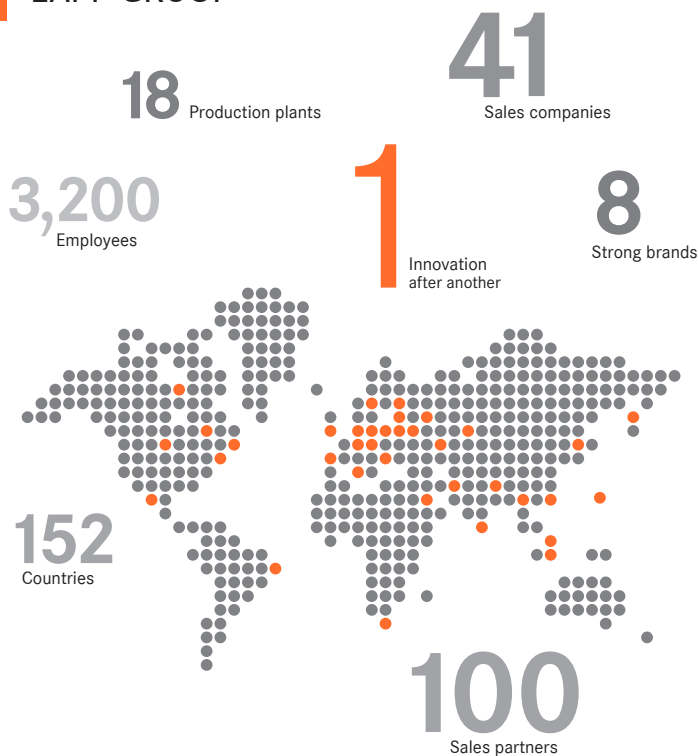 41
18 Production plants
Sales companies
3,200
Employees
1
Innovation
after another
8
Strong brands
152
Countries
100
Sales partners